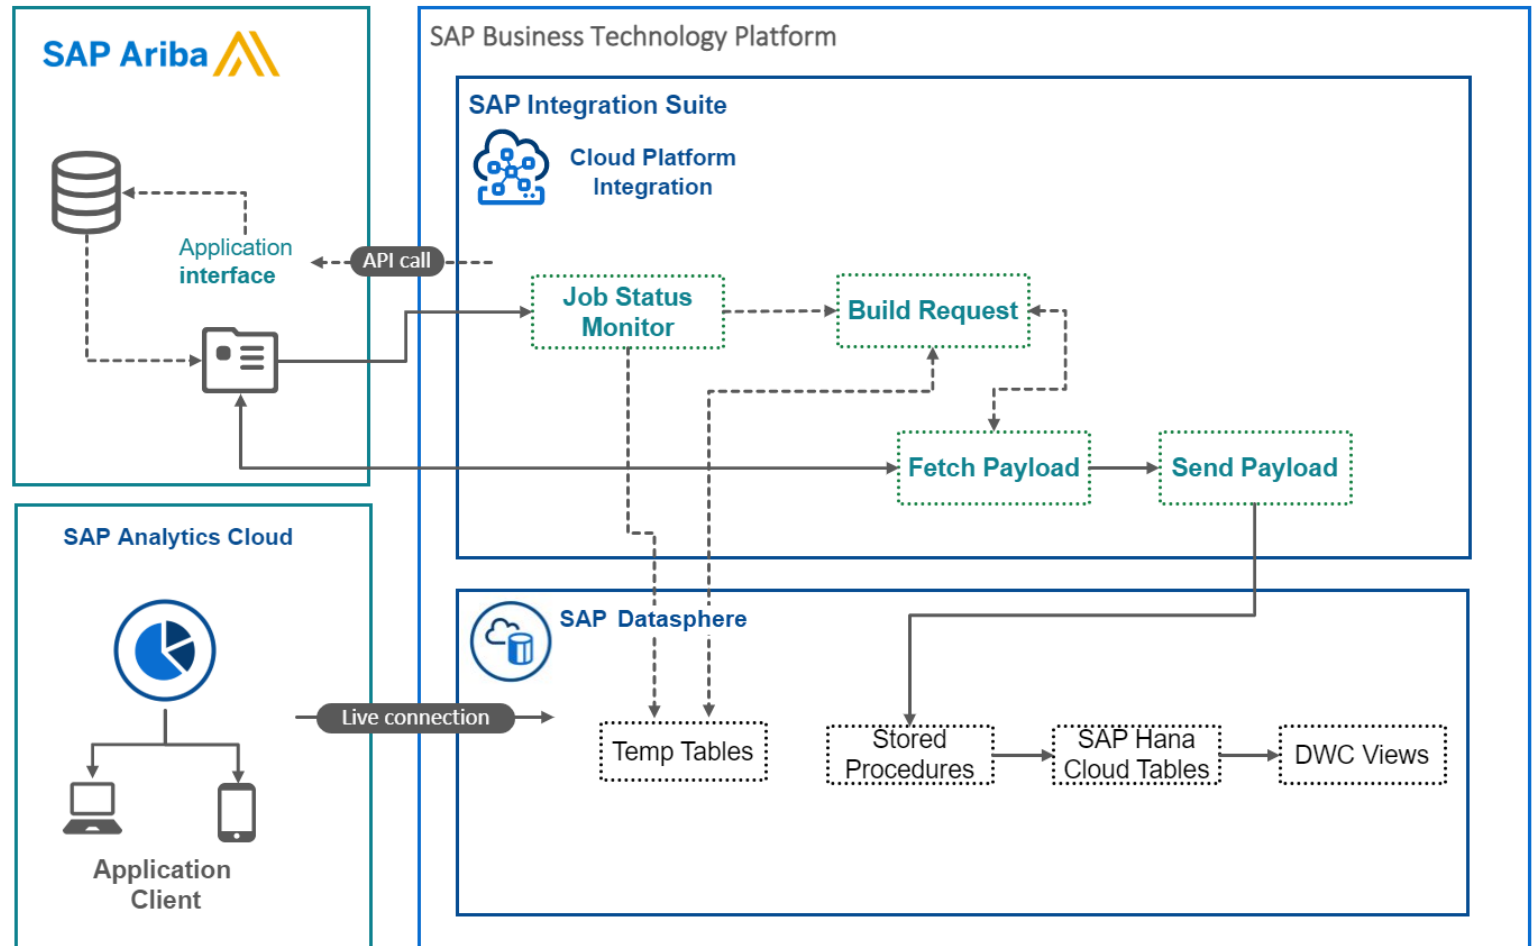 SAP Ariba
SAP Business Technology Platform
SAP Integration Suite
Cloud Platform
Integration
Application
interface
API call
Job Status
Monitor
Build Request
Fetch Payload
Send Payload
SAP Analytics Cloud
SAP Datasphere
Live connection
Temp Tables
Stored
Procedures
SAP Hana
Cloud Tables
DWC Views
Application
Client